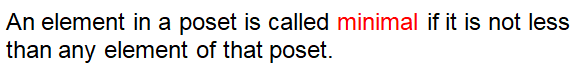 An element in a poset is called minimal if it is not less
than any element of that poset.